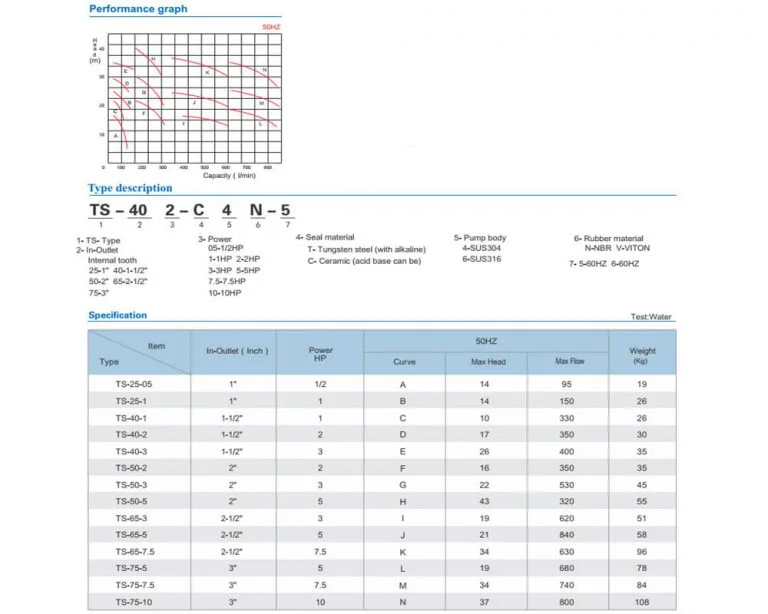 Performance graph
50HZ
Head
(m)
40
30
20
10
H
E
K
N
D
G
B
J
M
C
F
I
L
A
0 100 200 300 400 500 600 700 800
Capacity ( l/min)
Type description
TS – 40 2 – C 4 N – 5
1 2 3 4 5 6 7
1- TS- Type
2- In-Outlet
Internal tooth
25-1" 40-1-1/2"
50-2" 65-2-1/2"
75-3"
3- Power
05-1/2HP
1-1HP 2-2HP
3-3HP 5-5HP
7.5-7.5HP
10-10HP
4- Seal material
T- Tungsten steel (with alkaline)
C- Ceramic (acid base can be)
5- Pump body
4-SUS304
6-SUS316
6- Rubber material
N-NBR V-VITON
7- 5-60HZ 6-60HZ
Specification
Test:Water
Item
Type
In-Outlet ( Inch )
Power
HP
50HZ
Curve Max Head Max Flow
Weight
(Kg)
TS-25-05 1" 1/2 A 14 95 19
TS-25-1 1" 1 B 14 150 26
TS-40-1 1-1/2" 1 C 10 330 26
TS-40-2 1-1/2" 2 D 17 350 30
TS-40-3 1-1/2" 3 E 26 400 35
TS-50-2 2" 2 F 16 350 35
TS-50-3 2" 3 G 22 530 45
TS-50-5 2" 5 H 43 320 55
TS-65-3 2-1/2" 3 I 19 620 51
TS-65-5 2-1/2" 5 J 21 840 58
TS-65-7.5 2-1/2" 7.5 K 34 630 96
TS-75-5 3" 5 L 19 680 78
TS-75-7.5 3" 7.5 M 34 740 84
TS-75-10 3" 10 N 37 800 108